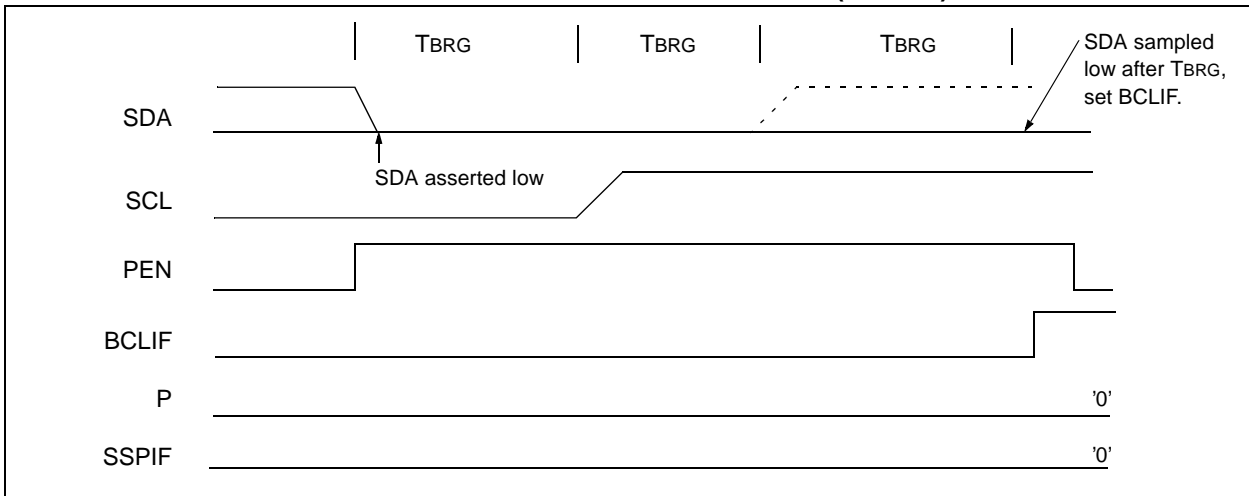 TBRG TBRG TBRG
SDA sampled
low after TBRG,
set BCLIF.
SDA
SDA asserted low
SCL
PEN
BCLIF
P '0'
SSPIF '0'